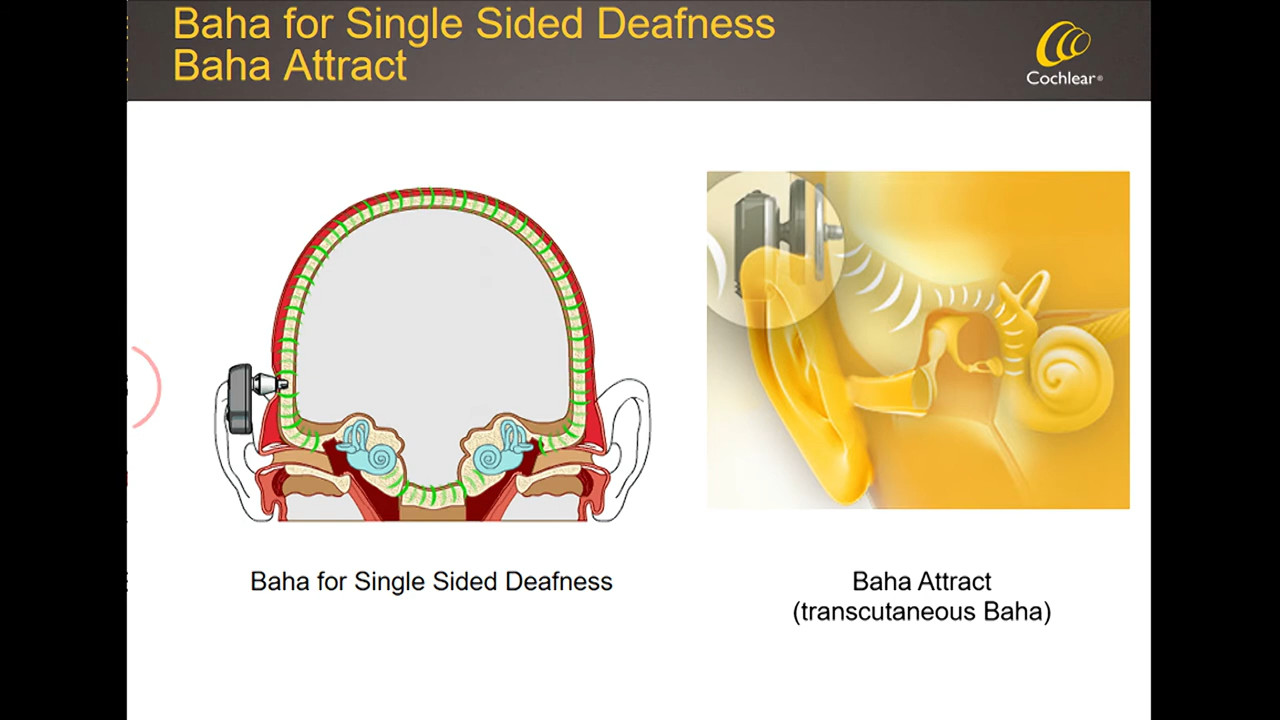 Baha for Single Sided Deafness
Baha Attract
Cochlear®
Baha for Single Sided Deafness
Baha Attract
(transcutaneous Baha)